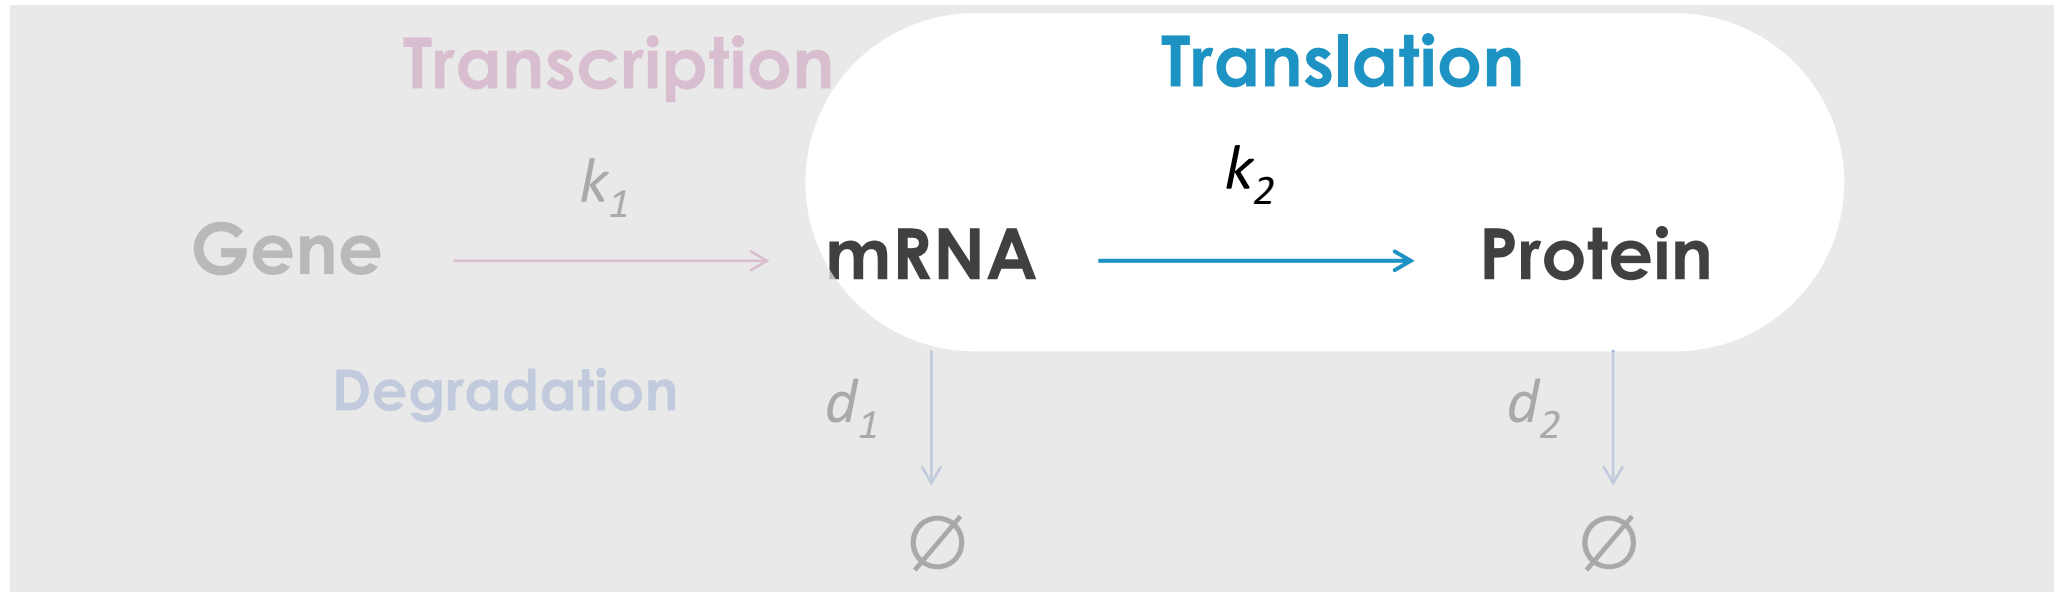 Transcription
Translation
k1
k2
Gene
mRNA
Protein
Degradation
d1
d2
∅
∅